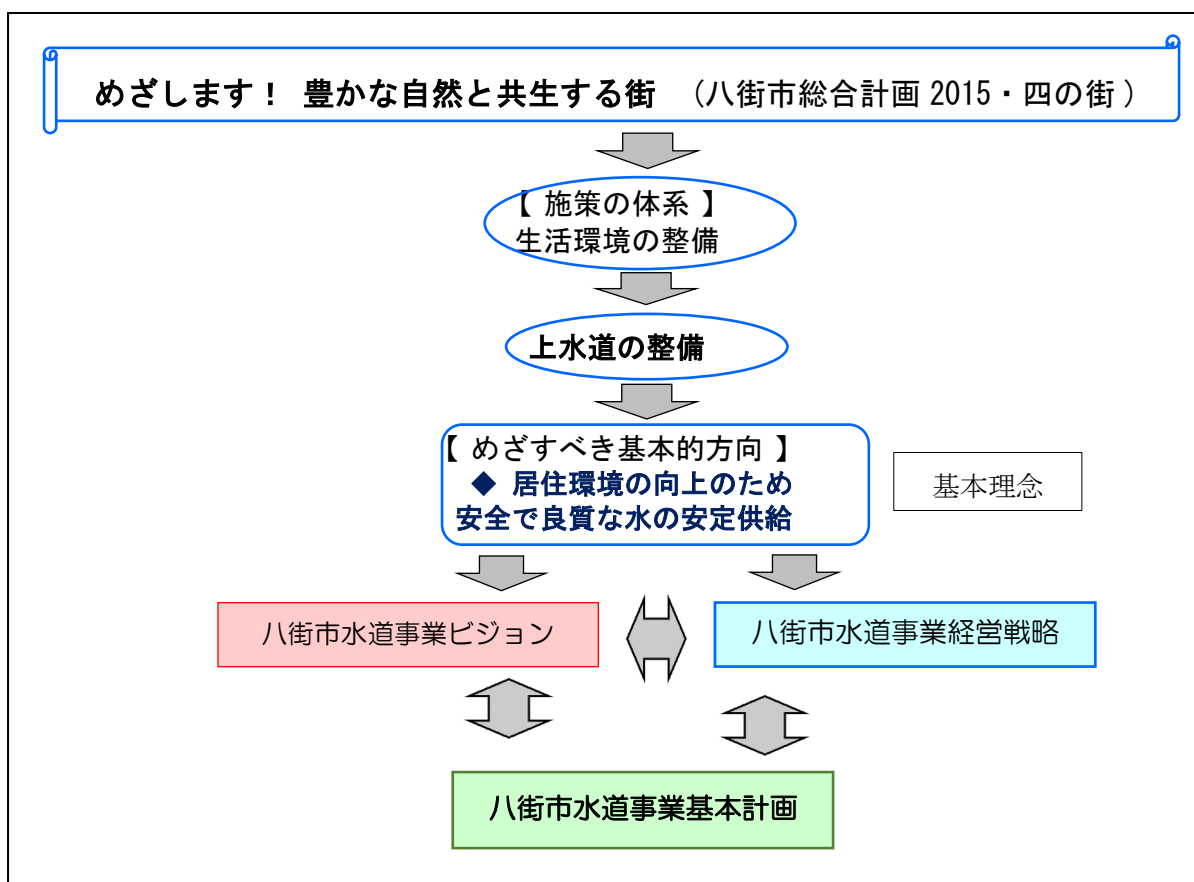 めざします! 豊かな自然と共生する街 (八街市総合計画 2015・四の街 )
【 施策の体系 】
生活環境の整備
上水道の整備
【 めざすべき基本的方向 】
◆ 居住環境の向上のため
安全で良質な水の安定供給
基本理念
八街市水道事業ビジョン
八街市水道事業経営戦略
八街市水道事業基本計画